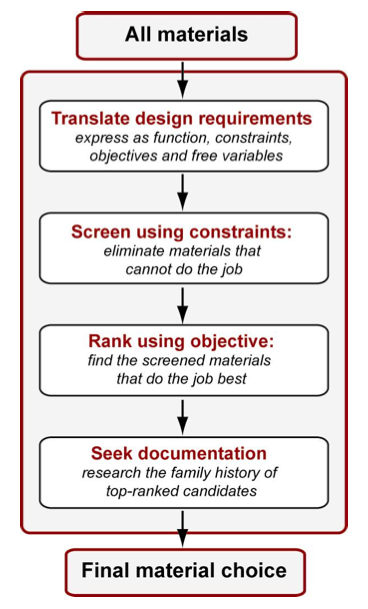 All materials
Translate design requirements
express as function, constraints,
objectives and free variables
Screen using constraints:
eliminate materials that
cannot do the job
Rank using objective:
find the screened materials
that do the job best
Seek documentation
research the family history of
top-ranked candidates
Final material choice